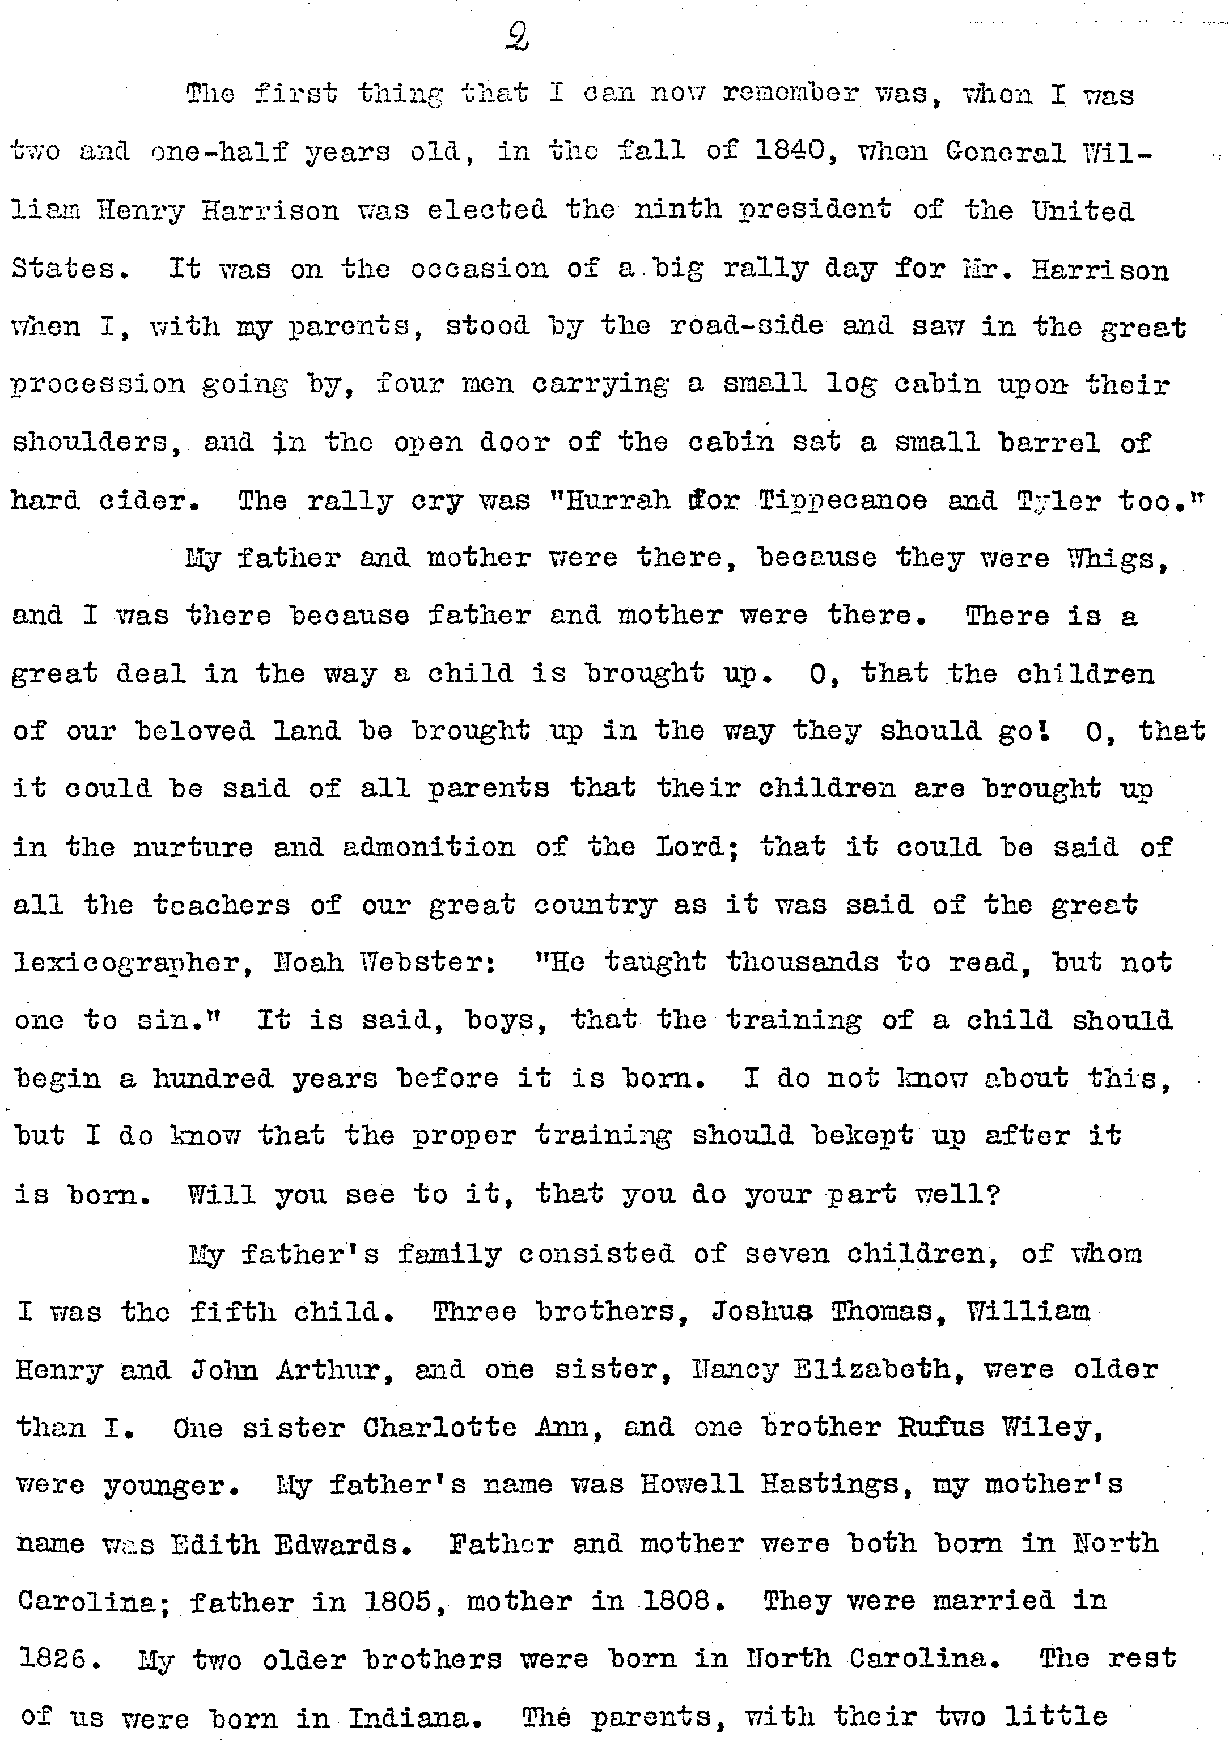 2
The first thing that I can now remember was, when I was
two and one-half years old, in the fall of 1840, when General Wil-
liam Henry Harrison was elected the ninth president of the United
States. It was on the occasion of a big rally day for Mr. Harrison
when I, with my parents, stood by the road-side and saw in the great
procession going by, four men carrying a small log cabin upon their
shoulders, and in the open door of the cabin sat a small barrel of
hard cider. The rally cry was "Hurrah for Tippecanoe and Tyler too."
My father and mother were there, because they were Whigs,
and I was there because father and mother were there. There is a
great deal in the way a child is brought up. O, that the children
of our beloved land be brought up in the way they should go! O, that
it could be said of all parents that their children are brought up
in the nurture and admonition of the Lord; that it could be said of
all the teachers of our great country as it was said of the great
lexicographer, Noah Webster: "He taught thousands to read, but not
one to sin." It is said, boys, that the training of a child should
begin a hundred years before it is born. I do not know about this,
but I do know that the proper training should bekept up after it
is born. Will you see to it, that you do your part well?
My father's family consisted of seven children, of whom
I was the fifth child. Three brothers, Joshua Thomas, William
Henry and John Arthur, and one sister, Nancy Elizabeth, were older
than I. One sister Charlotte Ann, and one brother Rufus Wiley,
were younger. My father's name was Howell Hastings, my mother's
name was Edith Edwards. Father and mother were both born in North
Carolina; father in 1805, mother in 1808. They were married in
1826. My two older brothers were born in North Carolina. The rest
of us were born in Indiana. The parents, with their two little